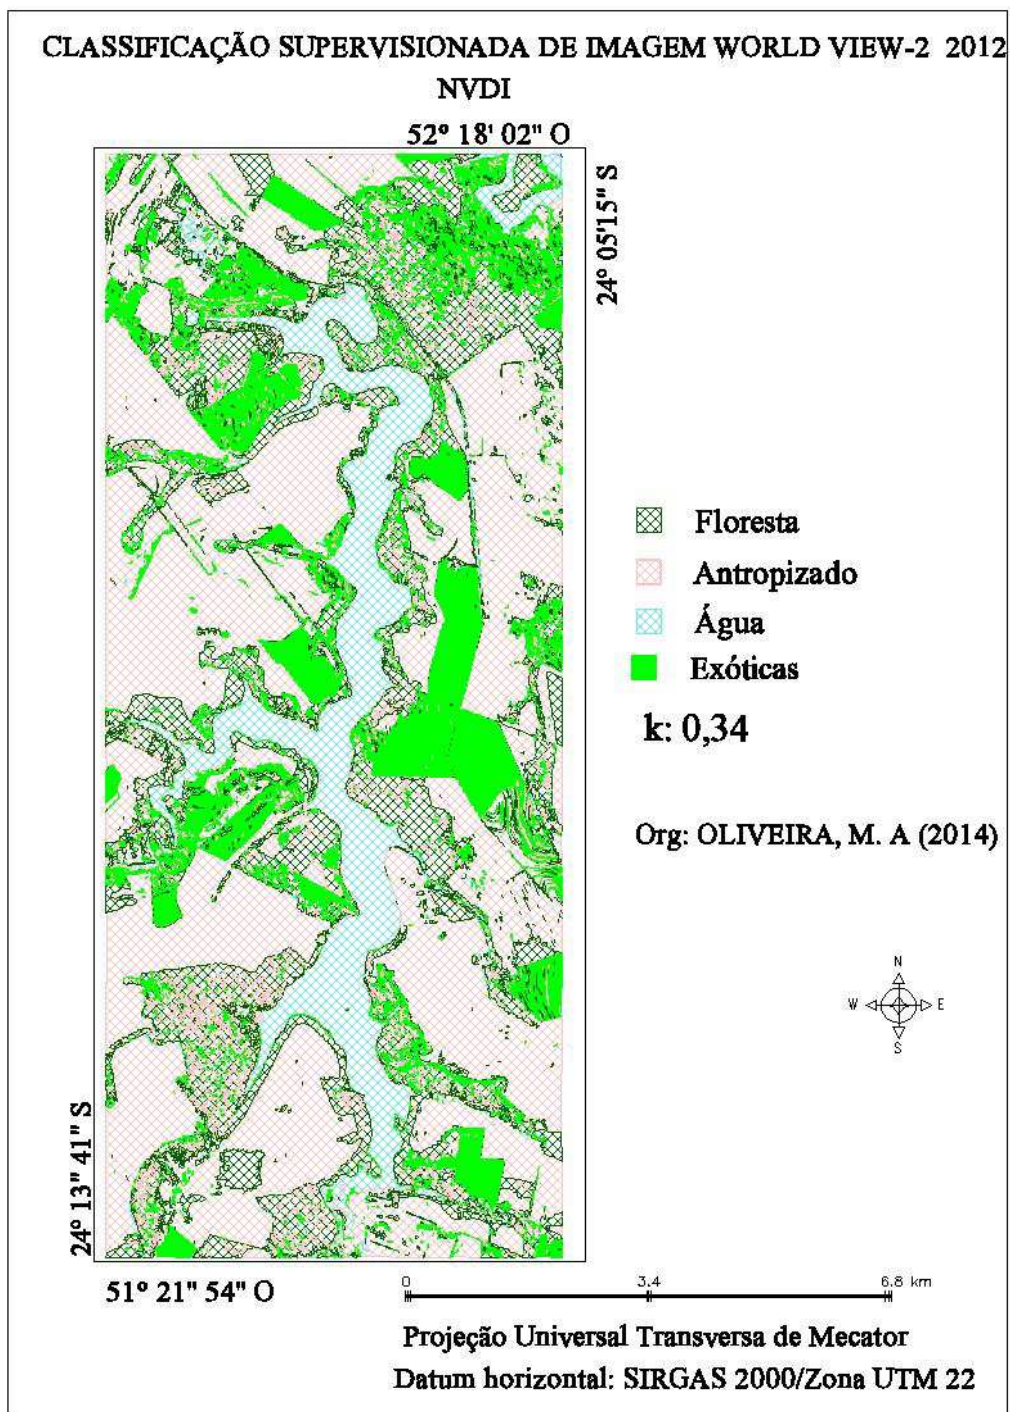 CLASSIFICAÇÃO SUPERVISIONADA DE IMAGEM WORLD VIEW-2 2012
NVDI
52º 18' 02" O
24º 05'15" S
Floresta
Antropizado
Água
Exóticas
k: 0,34
Org: OLIVEIRA, M. A (2014)
N
W E
S
24º 13" 41" S
51º 21" 54" O
0 3.4 6.8 km
Projeção Universal Transversa de Mecator
Datum horizontal: SIRGAS 2000/Zona UTM 22